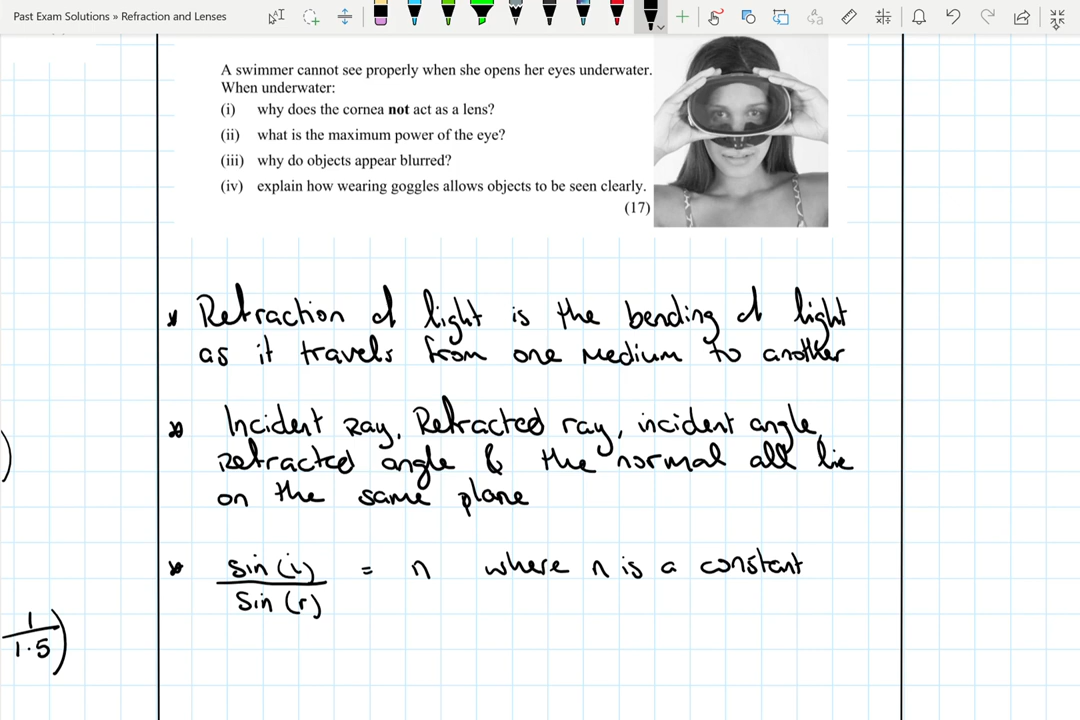 Past Exam Solutions » Refraction and Lenses
A swimmer cannot see properly when she opens her eyes underwater.
When underwater:
(i) why does the cornea not act as a lens?
(ii) what is the maximum power of the eye?
(iii) why do objects appear blurred?
(iv) explain how wearing goggles allows objects to be seen clearly.
(17)
* Refraction of light is the bending of light
as it travels from one medium to another
* Incident Ray, Refracted ray, incident angle,
Refracted angle & the normal all lie
on the same plane
)
* sin (i)
= n where n is a constant
Sin (r)
1
1.5 )